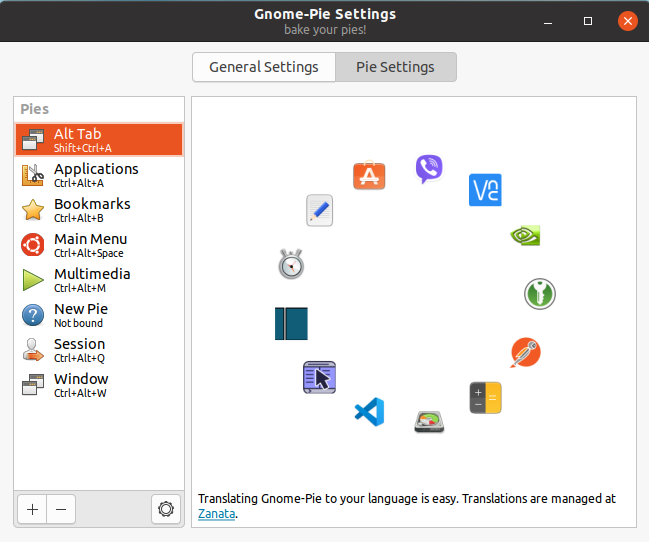 Gnome-Pie Settings
bake your pies!
General Settings
Pie Settings
Pies
Alt Tab
Shift+Ctrl+A
Applications
Ctrl+Alt+A
Bookmarks
Ctrl+Alt+B
Main Menu
Ctrl+Alt+Space
Multimedia
Ctrl+Alt+M
New Pie
Not bound
Session
Ctrl+Alt+Q
Window
Ctrl+Alt+W
Translating Gnome-Pie to your language is easy. Translations are managed at
Zanata.